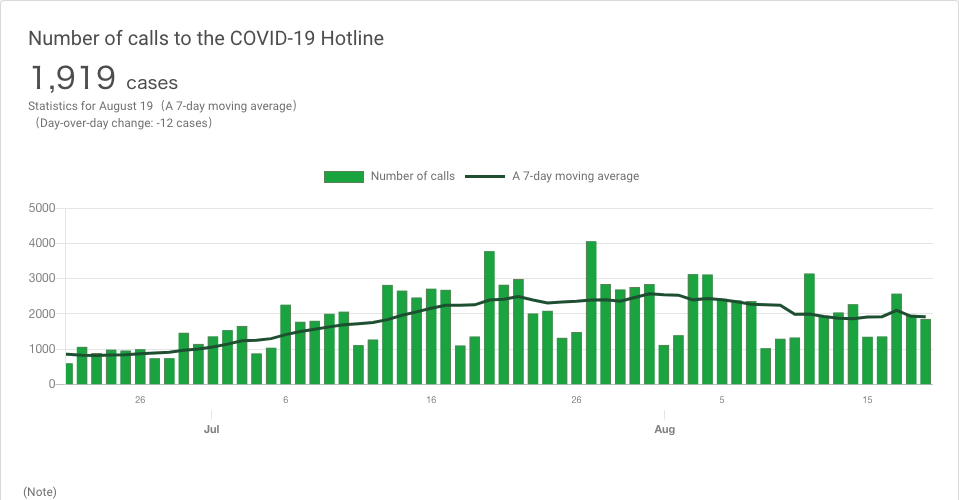 Number of calls to the COVID-19 Hotline
1,919 cases
Statistics for August 19（A 7-day moving average）
（Day-over-day change: -12 cases）
Number of calls A 7-day moving average
5000
4000
3000
2000
1000
0
26 6 16 26 5 15
Jul Aug
(Note)